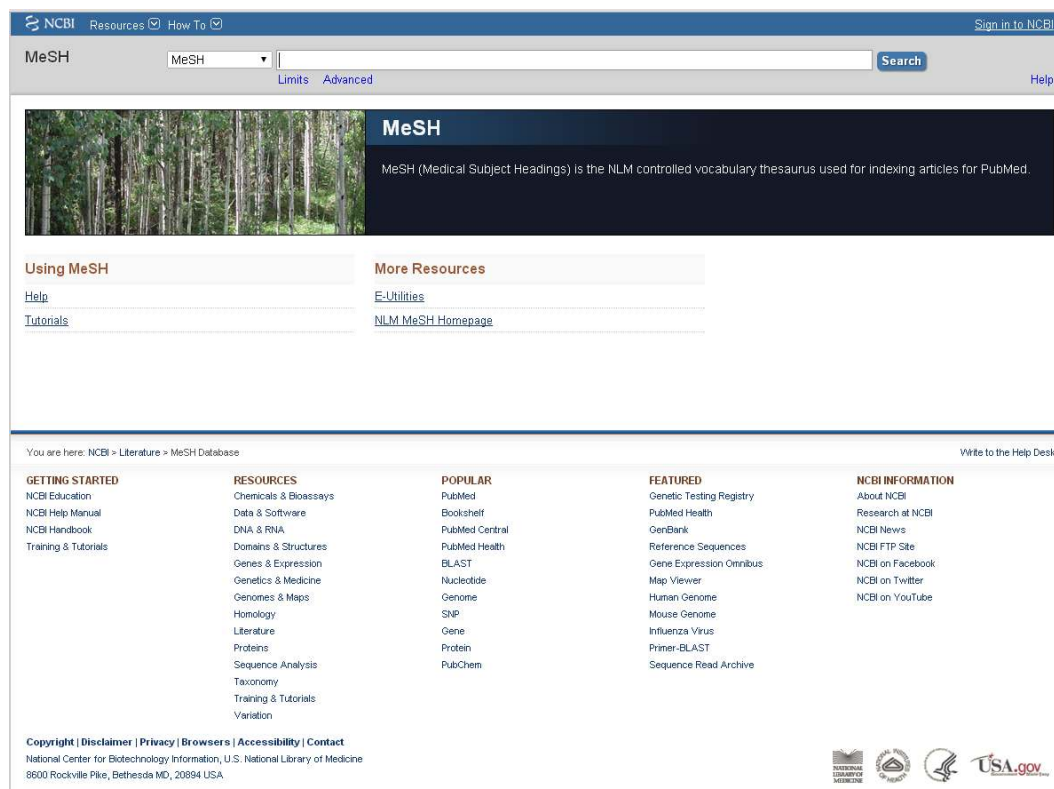 NCBI Resources How To Sign in to NCBI
MeSH MeSH Search
Limits Advanced Help
MeSH
MeSH (Medical Subject Headings) is the NLM controlled vocabulary thesaurus used for indexing articles for PubMed.
Using MeSH
Help
Tutorials
More Resources
E-Utilities
NLM MeSH Homepage
You are here: NCBI > Literature > MeSH Database Write to the Help Desk
GETTING STARTED
NCBI Education
NCBI Help Manual
NCBI Handbook
Training & Tutorials
RESOURCES
Chemicals & Bioassays
Data & Software
DNA & RNA
Domains & Structures
Genes & Expression
Genetics & Medicine
Genomes & Maps
Homology
Literature
Proteins
Sequence Analysis
Taxonomy
Training & Tutorials
Variation
POPULAR
PubMed
Bookshelf
PubMed Central
PubMed Health
BLAST
Nucleotide
Genome
SNP
Gene
Protein
PubChem
FEATURED
Genetic Testing Registry
PubMed Health
GenBank
Reference Sequences
Gene Expression Omnibus
Map Viewer
Human Genome
Mouse Genome
Influenza Virus
Primer-BLAST
Sequence Read Archive
NCBI INFORMATION
About NCBI
Research at NCBI
NCBI News
NCBI FTP Site
NCBI on Facebook
NCBI on Twitter
NCBI on YouTube
Copyright | Disclaimer | Privacy | Browsers | Accessibility | Contact
National Center for Biotechnology Information, U.S. National Library of Medicine
8600 Rockville Pike, Bethesda MD, 20894 USA
NATIONAL
LIBRARY OF
MEDICINE
USA.gov